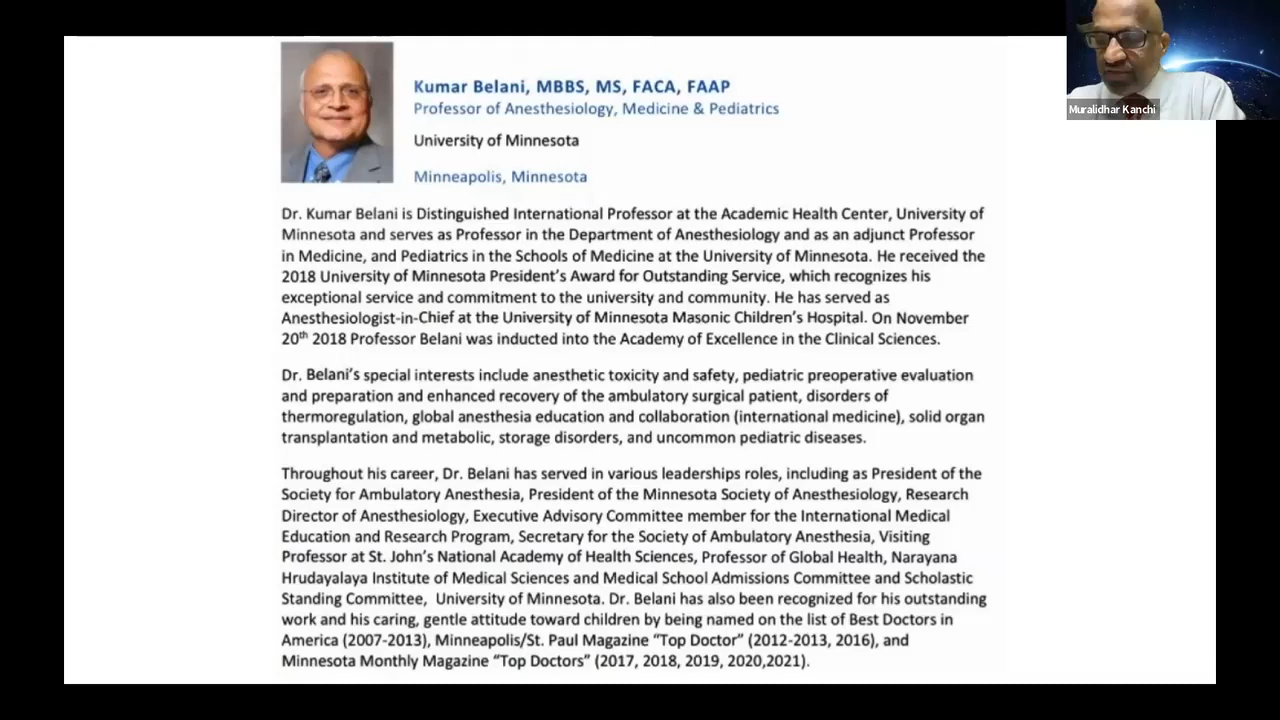 Kumar Belani, MBBS, MS, FACA, FAAP
Professor of Anesthesiology, Medicine & Pediatrics
University of Minnesota
Minneapolis, Minnesota
Muralidhar Kanchi
Dr. Kumar Belani is Distinguished International Professor at the Academic Health Center, University of
Minnesota and serves as Professor in the Department of Anesthesiology and as an adjunct Professor
in Medicine, and Pediatrics in the Schools of Medicine at the University of Minnesota. He received the
2018 University of Minnesota President's Award for Outstanding Service, which recognizes his
exceptional service and commitment to the university and community. He has served as
Anesthesiologist-in-Chief at the University of Minnesota Masonic Children's Hospital. On November
20th 2018 Professor Belani was inducted into the Academy of Excellence in the Clinical Sciences.
Dr. Belani's special interests include anesthetic toxicity and safety, pediatric preoperative evaluation
and preparation and enhanced recovery of the ambulatory surgical patient, disorders of
thermoregulation, global anesthesia education and collaboration (international medicine), solid organ
transplantation and metabolic, storage disorders, and uncommon pediatric diseases.
Throughout his career, Dr. Belani has served in various leaderships roles, including as President of the
Society for Ambulatory Anesthesia, President of the Minnesota Society of Anesthesiology, Research
Director of Anesthesiology, Executive Advisory Committee member for the International Medical
Education and Research Program, Secretary for the Society of Ambulatory Anesthesia, Visiting
Professor at St. John's National Academy of Health Sciences, Professor of Global Health, Narayana
Hrudayalaya Institute of Medical Sciences and Medical School Admissions Committee and Scholastic
Standing Committee, University of Minnesota. Dr. Belani has also been recognized for his outstanding
work and his caring, gentle attitude toward children by being named on the list of Best Doctors in
America (2007-2013), Minneapolis/St. Paul Magazine "Top Doctor" (2012-2013, 2016), and
Minnesota Monthly Magazine "Top Doctors" (2017, 2018, 2019, 2020,2021).